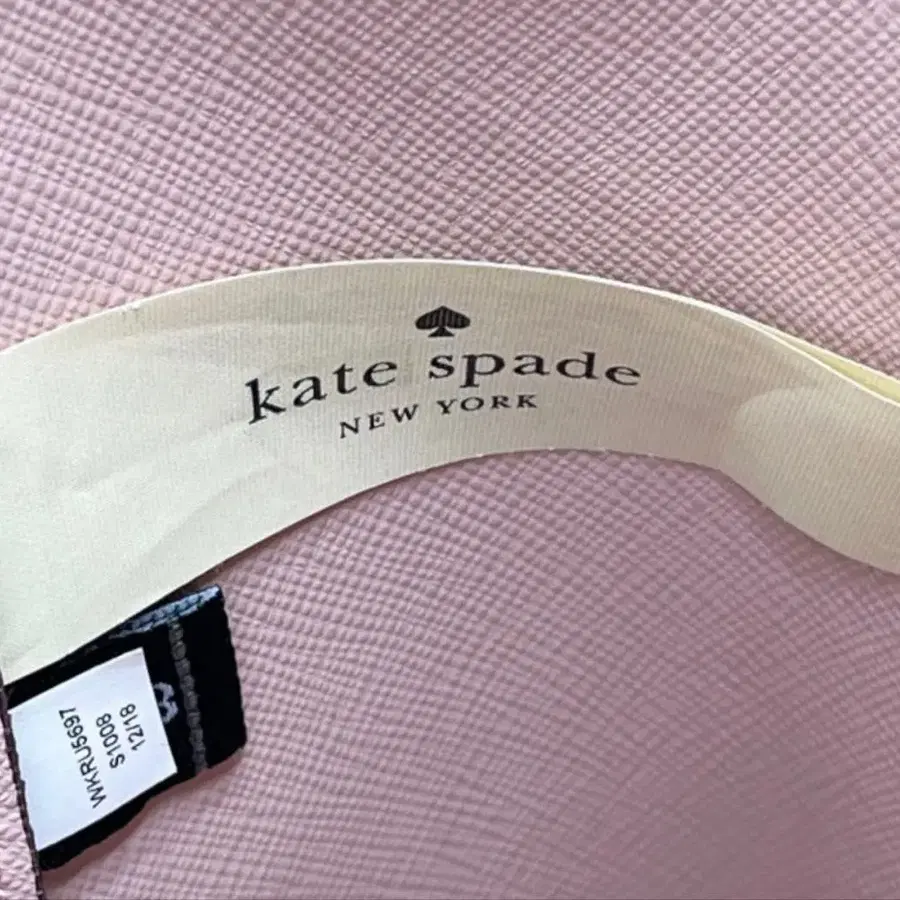 kate spade
NEW YORK
WKRU5697
S1008
12/18